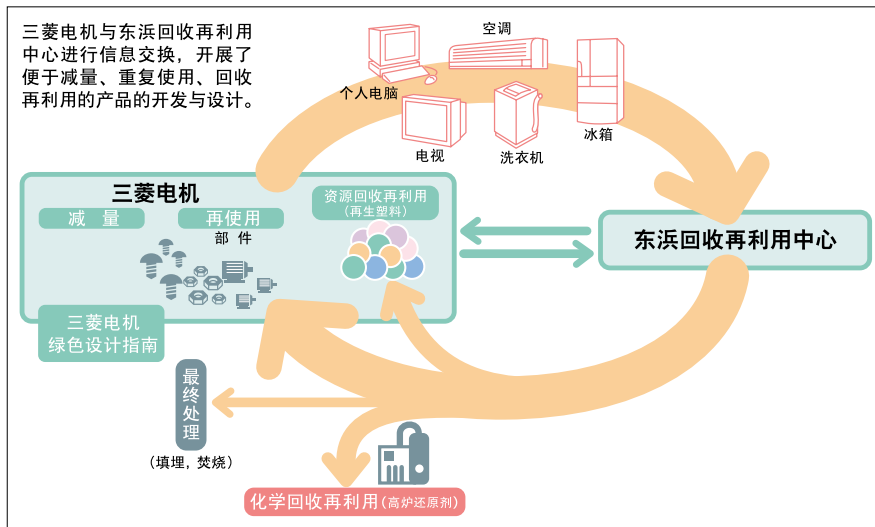 三菱电机与东浜回收再利用
中心进行信息交换，开展了
便于减量、重复使用、回收
再利用的产品的开发与设计。
空调
个人电脑
电视
洗衣机
冰箱
三菱电机
减 量
再使用
部 件
资源回收再利用
(再生塑料)
东浜回收再利用中心
三菱电机
绿色设计指南
最终处理
(填埋, 焚烧)
化学回收再利用(高炉还原剂)